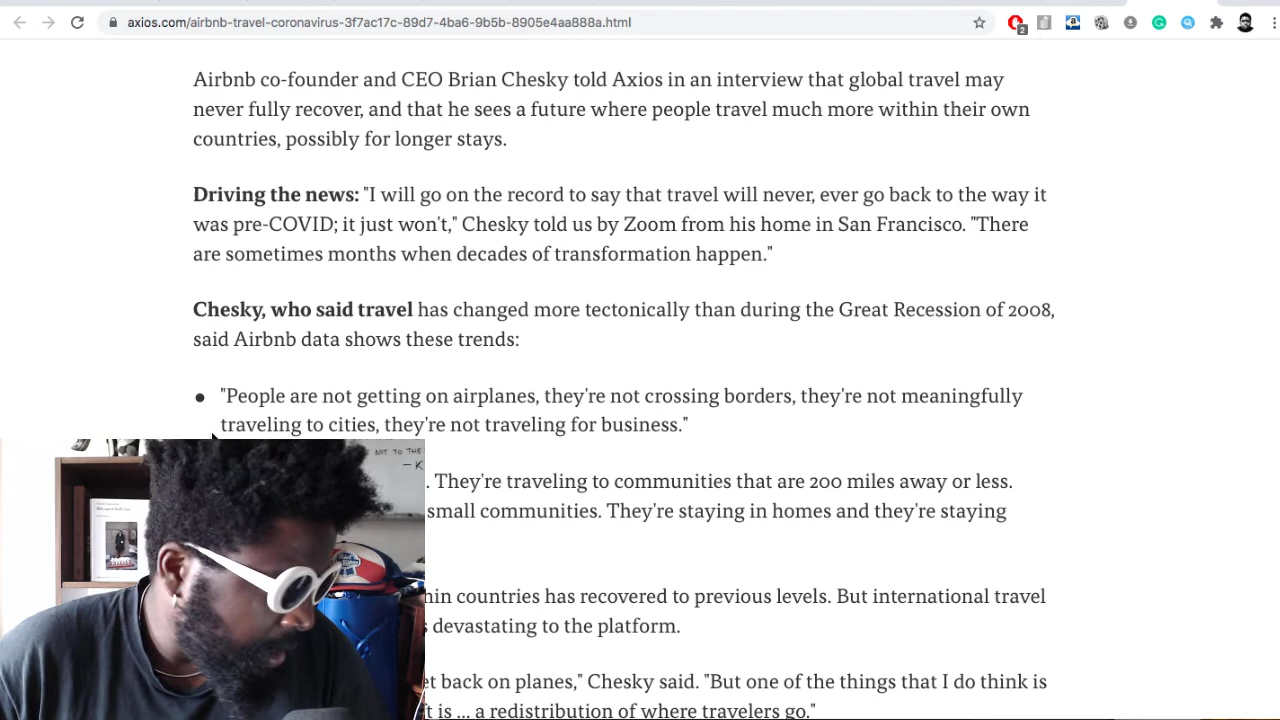 axios.com/airbnb-travel-coronavirus-3f7ac17c-89d7-4ba6-9b5b-8905e4aa888a.html
2
Airbnb co-founder and CEO Brian Chesky told Axios in an interview that global travel may
never fully recover, and that he sees a future where people travel much more within their own
countries, possibly for longer stays.
Driving the news: "I will go on the record to say that travel will never, ever go back to the way it
was pre-COVID; it just won't," Chesky told us by Zoom from his home in San Francisco. "There
are sometimes months when decades of transformation happen."
Chesky, who said travel has changed more tectonically than during the Great Recession of 2008,
said Airbnb data shows these trends:
● "People are not getting on airplanes, they're not crossing borders, they're not meaningfully
traveling to cities, they're not traveling for business."
NOT TO THE
— K
. They're traveling to communities that are 200 miles away or less.
small communities. They're staying in homes and they're staying
hin countries has recovered to previous levels. But international travel
s devastating to the platform.
et back on planes," Chesky said. "But one of the things that I do think is
ft is ... a redistribution of where travelers go."